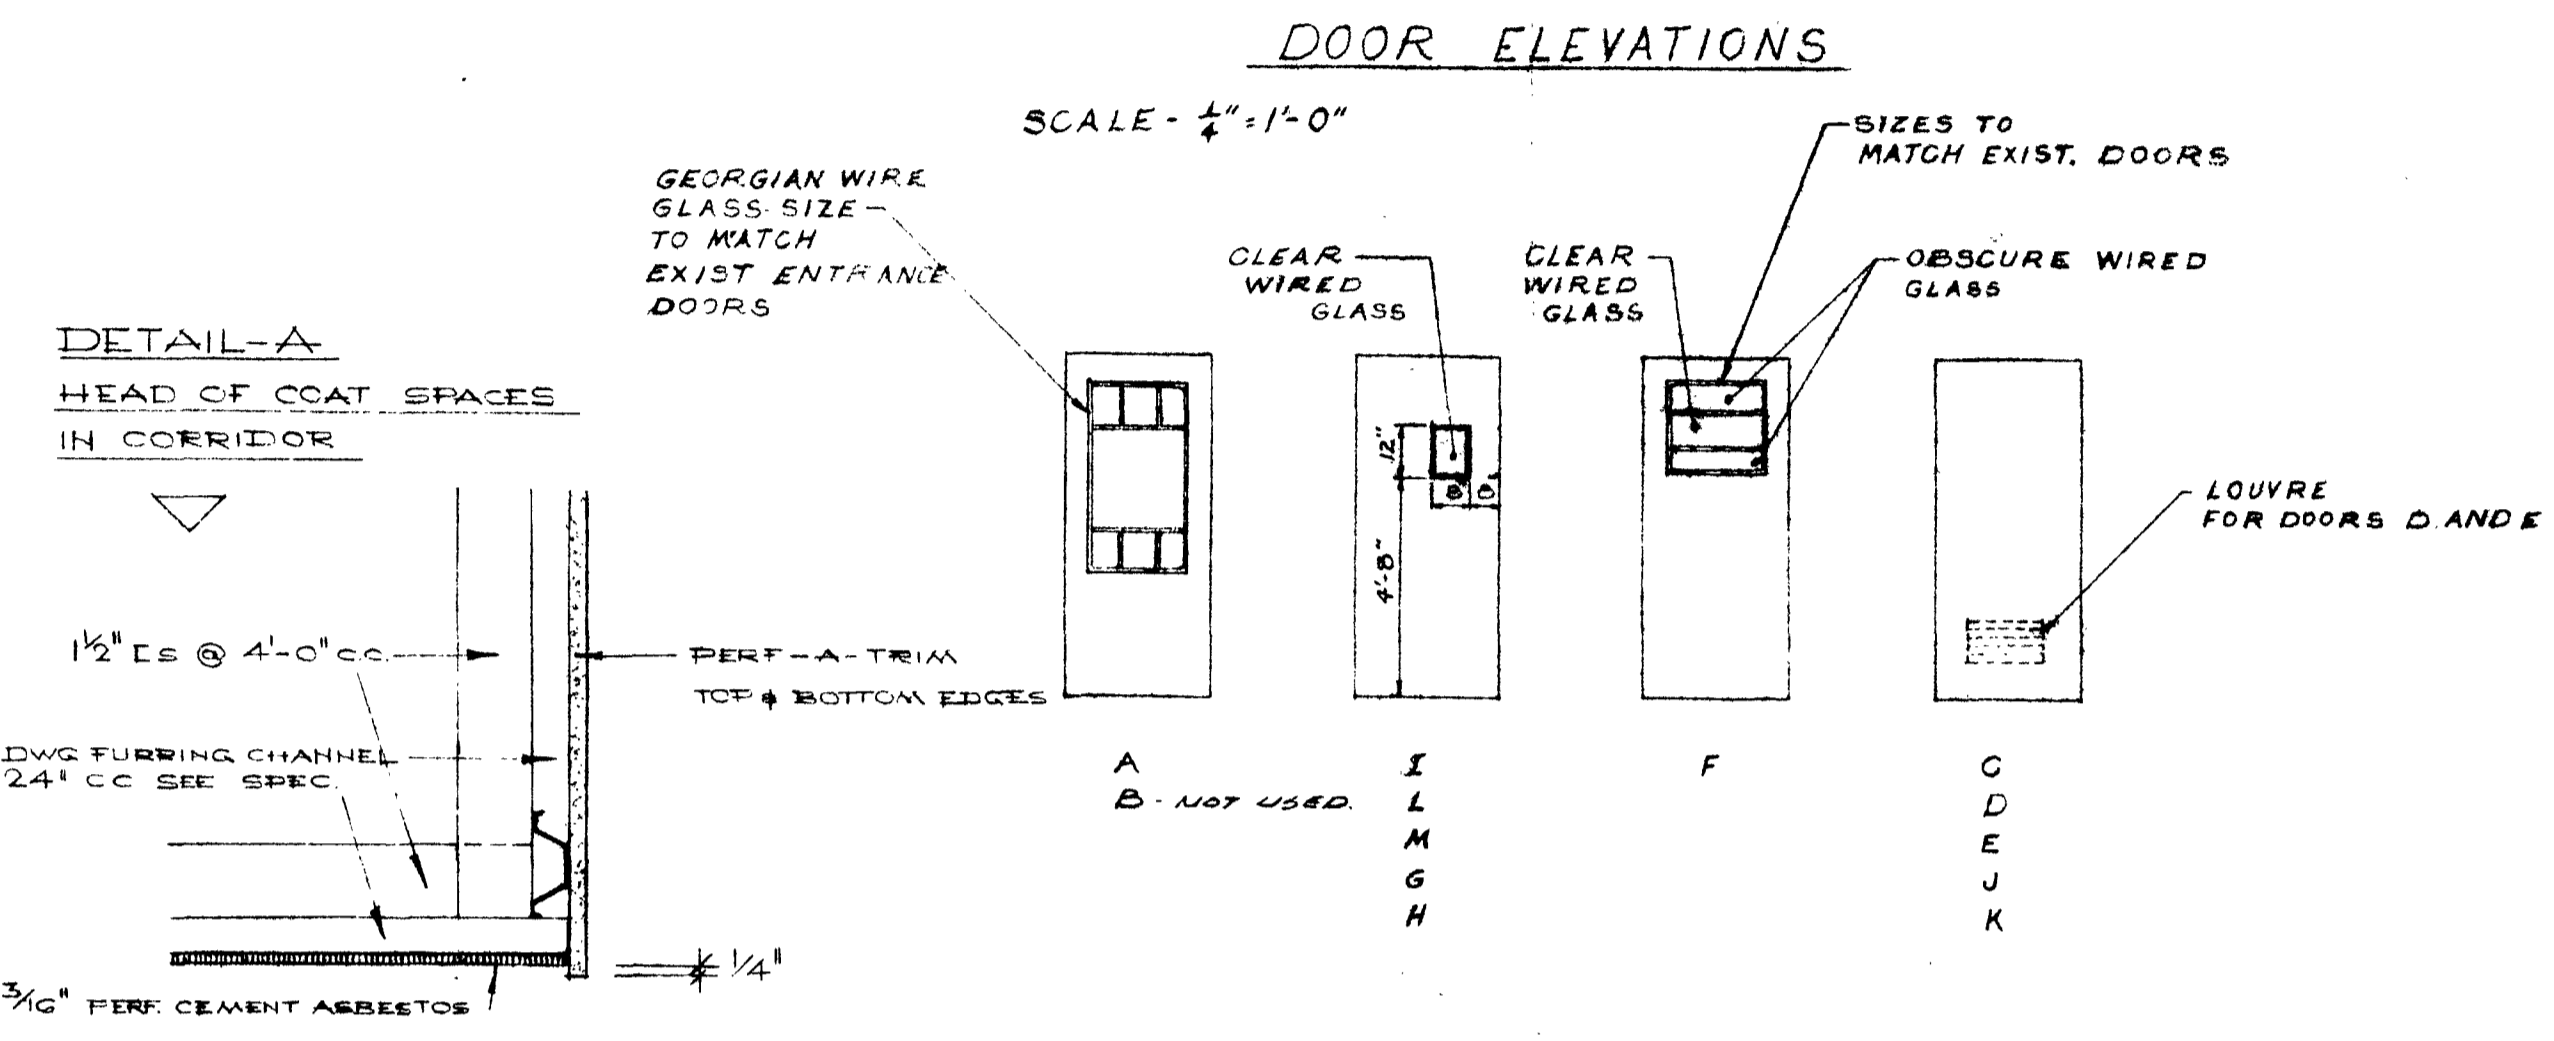 DOOR ELEVATIONS
SCALE - 1/4" = 1'-0"
GEORGIAN WIRE
GLASS-SIZE
TO MATCH
EXIST ENTRANCE
DOORS
CLEAR
WIRED
GLASS
CLEAR
WIRED
GLASS
SIZES TO
MATCH EXIST. DOORS
OBSCURE WIRED
GLASS
LOUVRE
FOR DOORS D. AND E
12"
4'-8"
8
A
B - NOT USED.
I
L
M
G
H
F
C
D
E
J
K
DETAIL-A
HEAD OF COAT SPACES
IN CORRIDOR
1 1/2" [S @ 4'-0" C.C.
PERF-A-TRIM
TOP & BOTTOM EDGES
DWG FURRING CHANNEL
24" CC SEE SPEC.
1/4"
3/16" PERF. CEMENT ASBESTOS